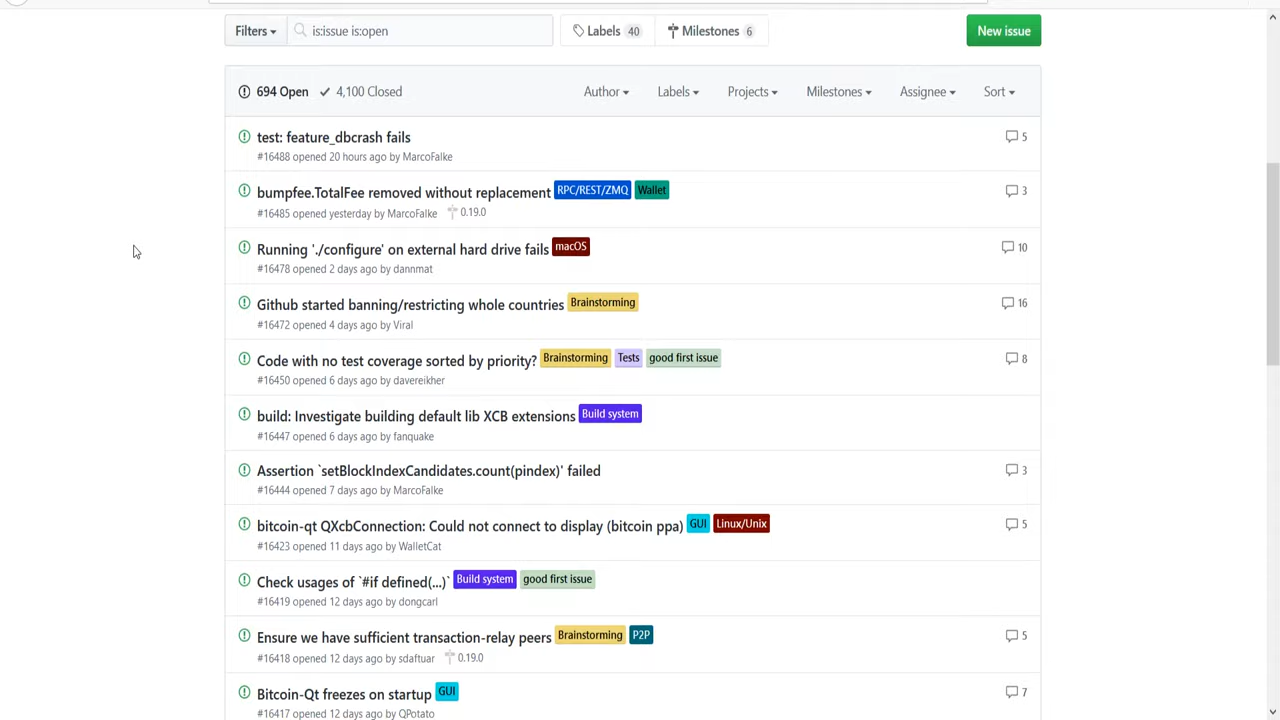 Filters
is:issue is:open
Labels 40
Milestones 6
New issue
694 Open
4,100 Closed
Author
Labels
Projects
Milestones
Assignee
Sort
test: feature_dbcrash fails
5
#16488 opened 20 hours ago by MarcoFalke
bumpfee.TotalFee removed without replacement RPC/REST/ZMQ Wallet
3
#16485 opened yesterday by MarcoFalke 0.19.0
Running './configure' on external hard drive fails macOS
10
#16478 opened 2 days ago by dannmat
Github started banning/restricting whole countries Brainstorming
16
#16472 opened 4 days ago by Viral
Code with no test coverage sorted by priority? Brainstorming Tests good first issue
8
#16450 opened 6 days ago by davereikher
build: Investigate building default lib XCB extensions Build system
#16447 opened 6 days ago by fanquake
Assertion `setBlockIndexCandidates.count(pindex)' failed
3
#16444 opened 7 days ago by MarcoFalke
bitcoin-qt QXcbConnection: Could not connect to display (bitcoin ppa) GUI Linux/Unix
5
#16423 opened 11 days ago by WalletCat
Check usages of `#if defined(...)` Build system good first issue
#16419 opened 12 days ago by dongcarl
Ensure we have sufficient transaction-relay peers Brainstorming P2P
5
#16418 opened 12 days ago by sdaftuar 0.19.0
Bitcoin-Qt freezes on startup GUI
7
#16417 opened 12 days ago by QPotato